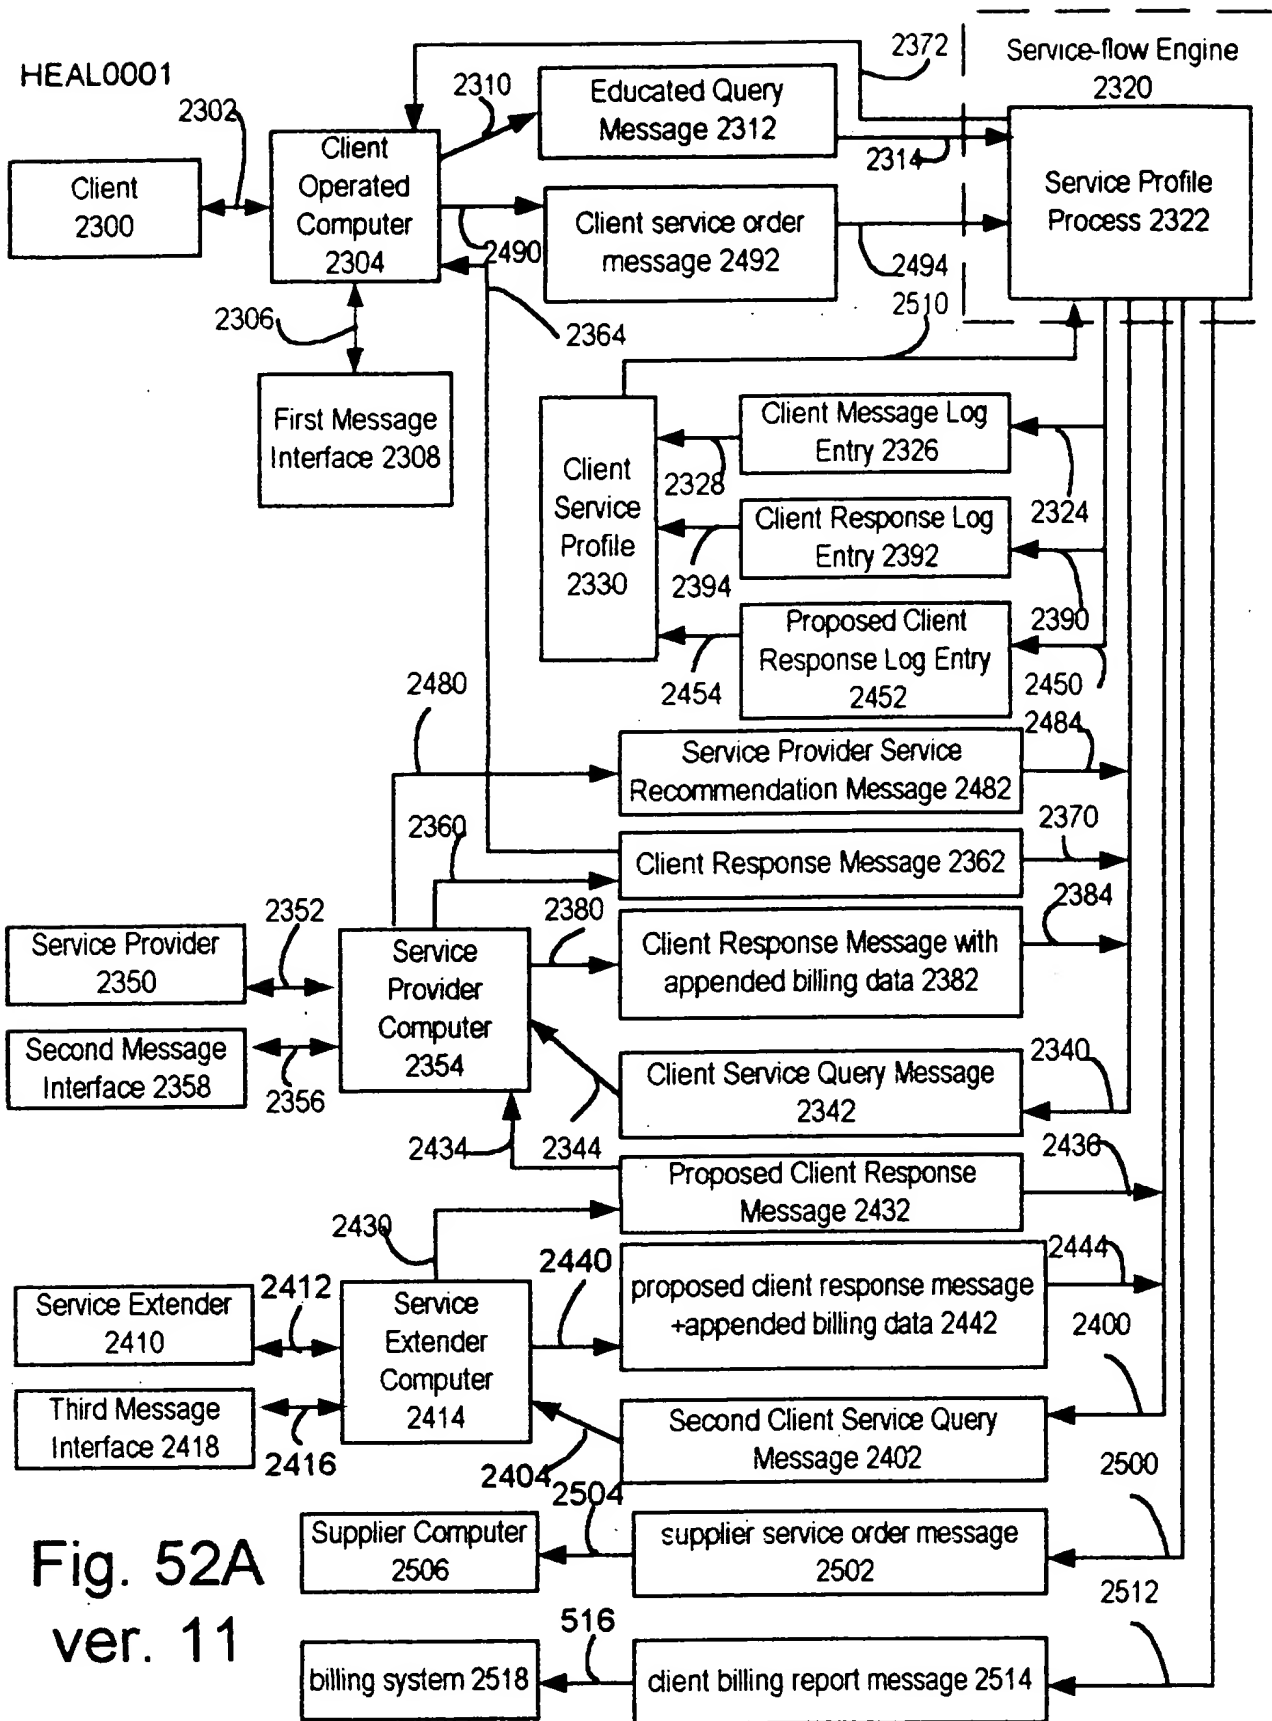 HEAL0001
2302
2310
Educated Query
Message 2312
2372
Service-flow Engine
2320
2314
Client
2300
Client
Operated
Computer
2304
Service Profile
Process 2322
2490
Client service order
message 2492
2494
2306
2364
2510
First Message
Interface 2308
Client
Service
Profile
2330
Client Message Log
Entry 2326
2328
2324
Client Response Log
Entry 2392
2394
2390
Proposed Client
Response Log Entry
2452
2454
2450
2480
2484
Service Provider Service
Recommendation Message 2482
2360
2370
Client Response Message 2362
2352
2380
2384
Service Provider
2350
Service
Provider
Computer
2354
Client Response Message with
appended billing data 2382
Second Message
Interface 2358
2356
2340
Client Service Query Message
2342
2434
2344
2436
Proposed Client Response
Message 2432
2430
2440
2444
2412
Service Extender
2410
Service
Extender
Computer
2414
proposed client response message
+appended billing data 2442
2400
Third Message
Interface 2418
2416
Second Client Service Query
Message 2402
2404
2504
2500
Supplier Computer
2506
supplier service order message
2502
2512
Fig. 52A
ver. 11
516
billing system 2518
client billing report message 2514